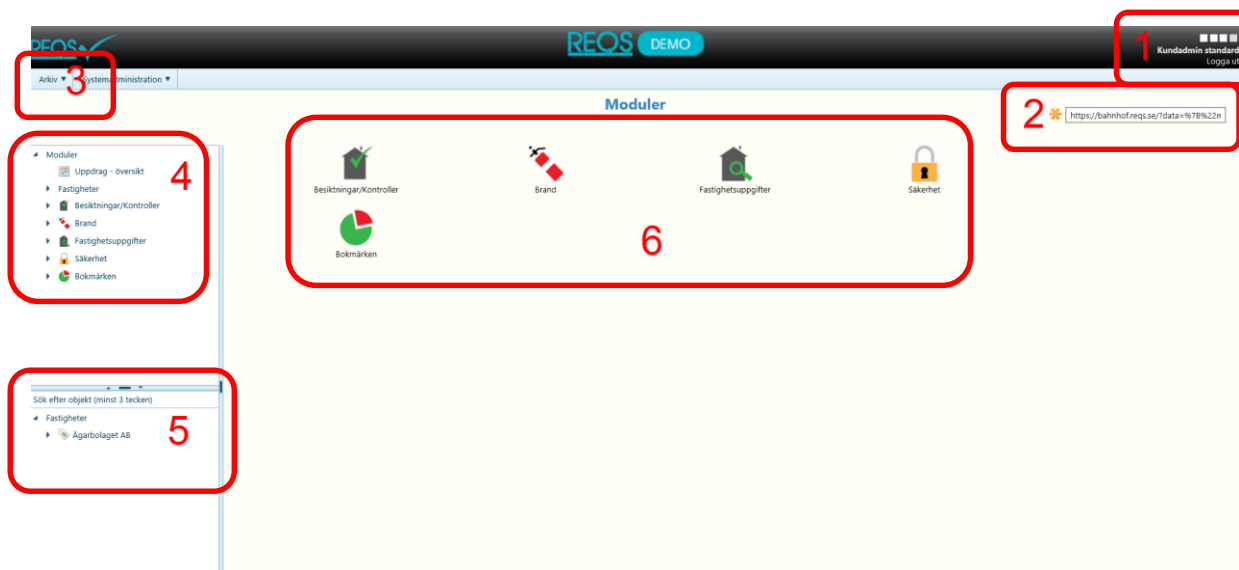 REQS
REQS DEMO
1
Kundadmin standard
Logga ut
Arkiv ▼ Systemadministration ▼
3
Moduler
2
https://bahnhof.reqs.se/?data=%7B%22n
Moduler
Uppdrag - översikt
Fastigheter
Besiktningar/Kontroller
Brand
Fastighetsuppgifter
Säkerhet
Bokmärken
4
Besiktningar/Kontroller
Brand
Fastighetsuppgifter
Säkerhet
Bokmärken
6
Sök efter objekt (minst 3 tecken)
Fastigheter
Ägarbolaget AB
5